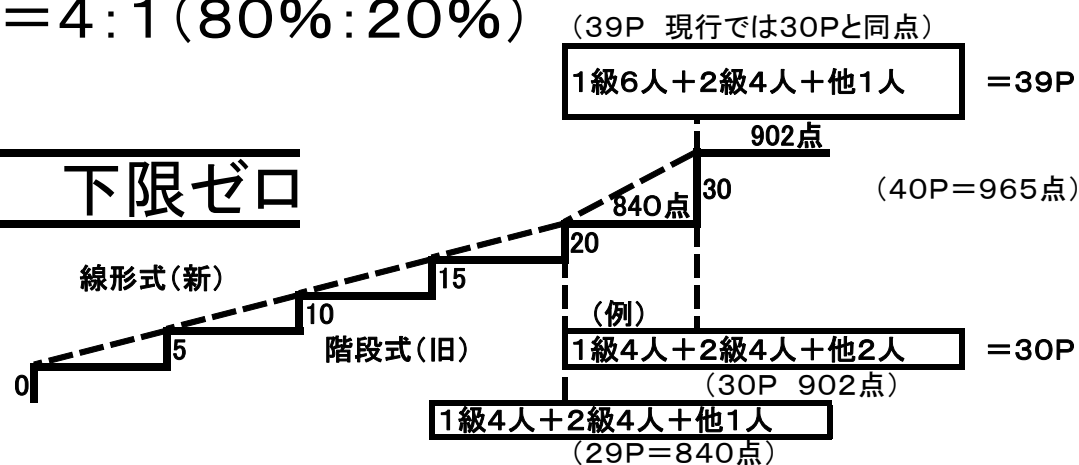 =4:1(80%:20%)
(39P 現行では30Pと同点)
1級6人+2級4人+他1人 =39P
902点
下限ゼロ
30
(40P=965点)
840点
20
線形式(新)
15
10
(例)
階段式(旧)
5
1級4人+2級4人+他2人 =30P
0
(30P 902点)
1級4人+2級4人+他1人
(29P=840点)